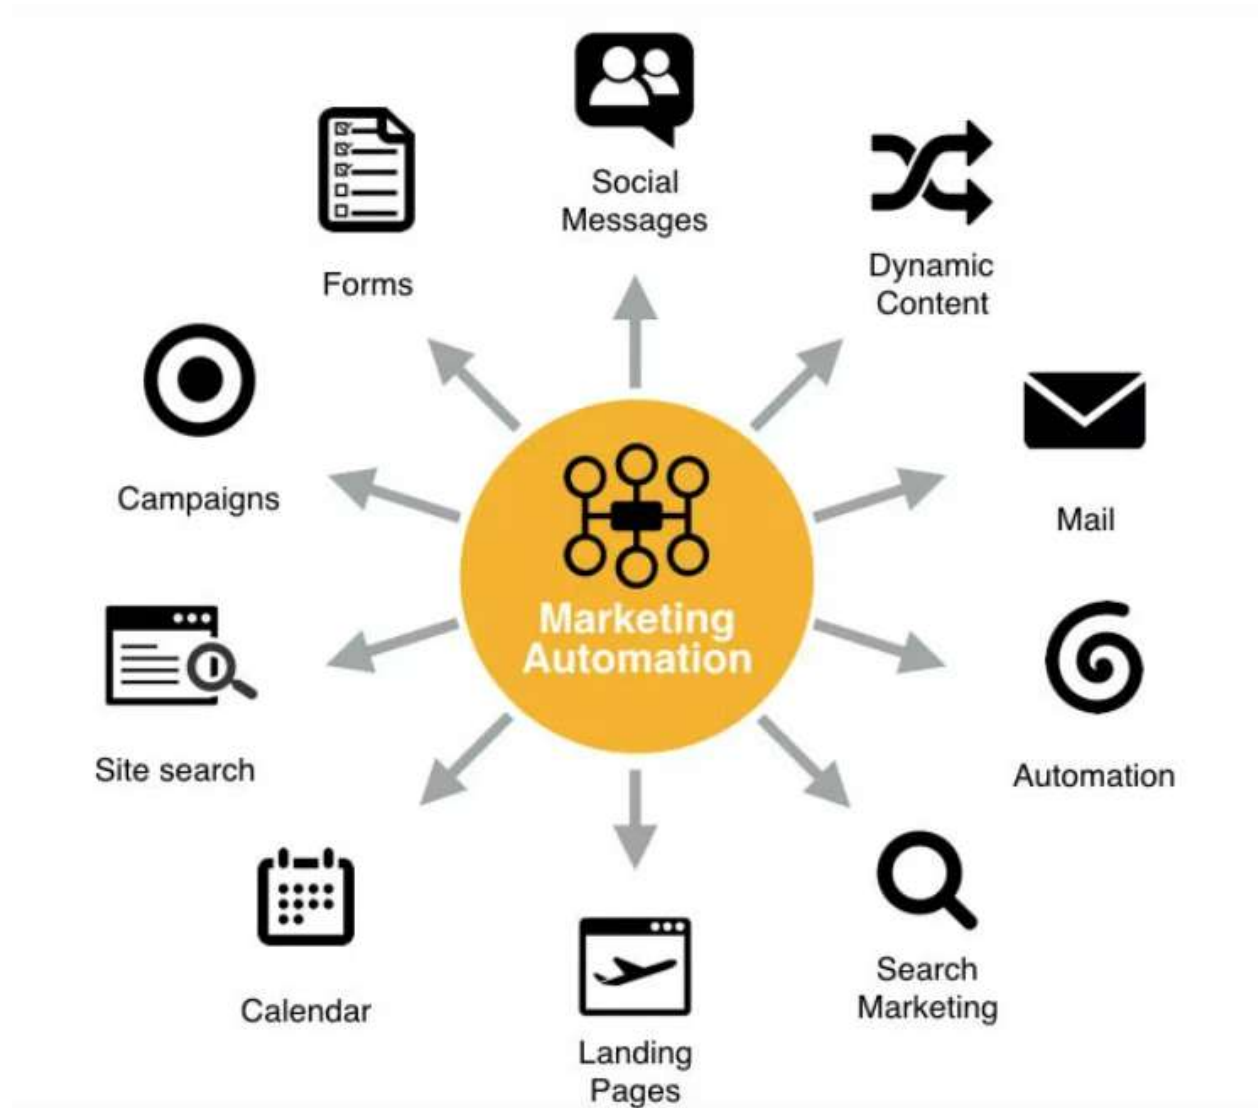 Social
Messages
Forms
Dynamic
Content
Campaigns
Mail
Marketing
Automation
Site search
Automation
Calendar
Search
Marketing
Landing
Pages